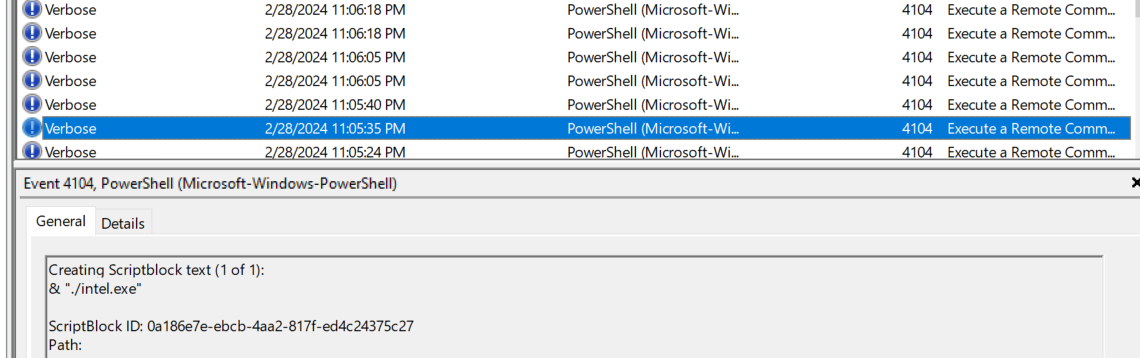 Verbose 2/28/2024 11:06:18 PM PowerShell (Microsoft-Wi... 4104 Execute a Remote Comm...
Verbose 2/28/2024 11:06:18 PM PowerShell (Microsoft-Wi... 4104 Execute a Remote Comm...
Verbose 2/28/2024 11:06:05 PM PowerShell (Microsoft-Wi... 4104 Execute a Remote Comm...
Verbose 2/28/2024 11:06:05 PM PowerShell (Microsoft-Wi... 4104 Execute a Remote Comm...
Verbose 2/28/2024 11:05:40 PM PowerShell (Microsoft-Wi... 4104 Execute a Remote Comm...
Verbose 2/28/2024 11:05:35 PM PowerShell (Microsoft-Wi... 4104 Execute a Remote Comm...
Verbose 2/28/2024 11:05:24 PM PowerShell (Microsoft-Wi... 4104 Execute a Remote Comm...
Event 4104, PowerShell (Microsoft-Windows-PowerShell)
General Details
Creating Scriptblock text (1 of 1):
& "./intel.exe"
ScriptBlock ID: 0a186e7e-ebcb-4aa2-817f-ed4c24375c27
Path: